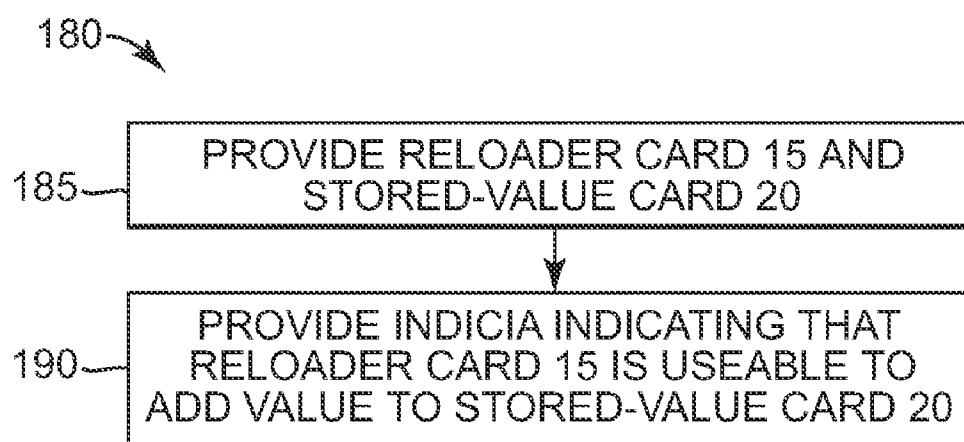 180
185
PROVIDE RELOADER CARD 15 AND
STORED-VALUE CARD 20
190
PROVIDE INDICIA INDICATING THAT
RELOADER CARD 15 IS USEABLE TO
ADD VALUE TO STORED-VALUE CARD 20